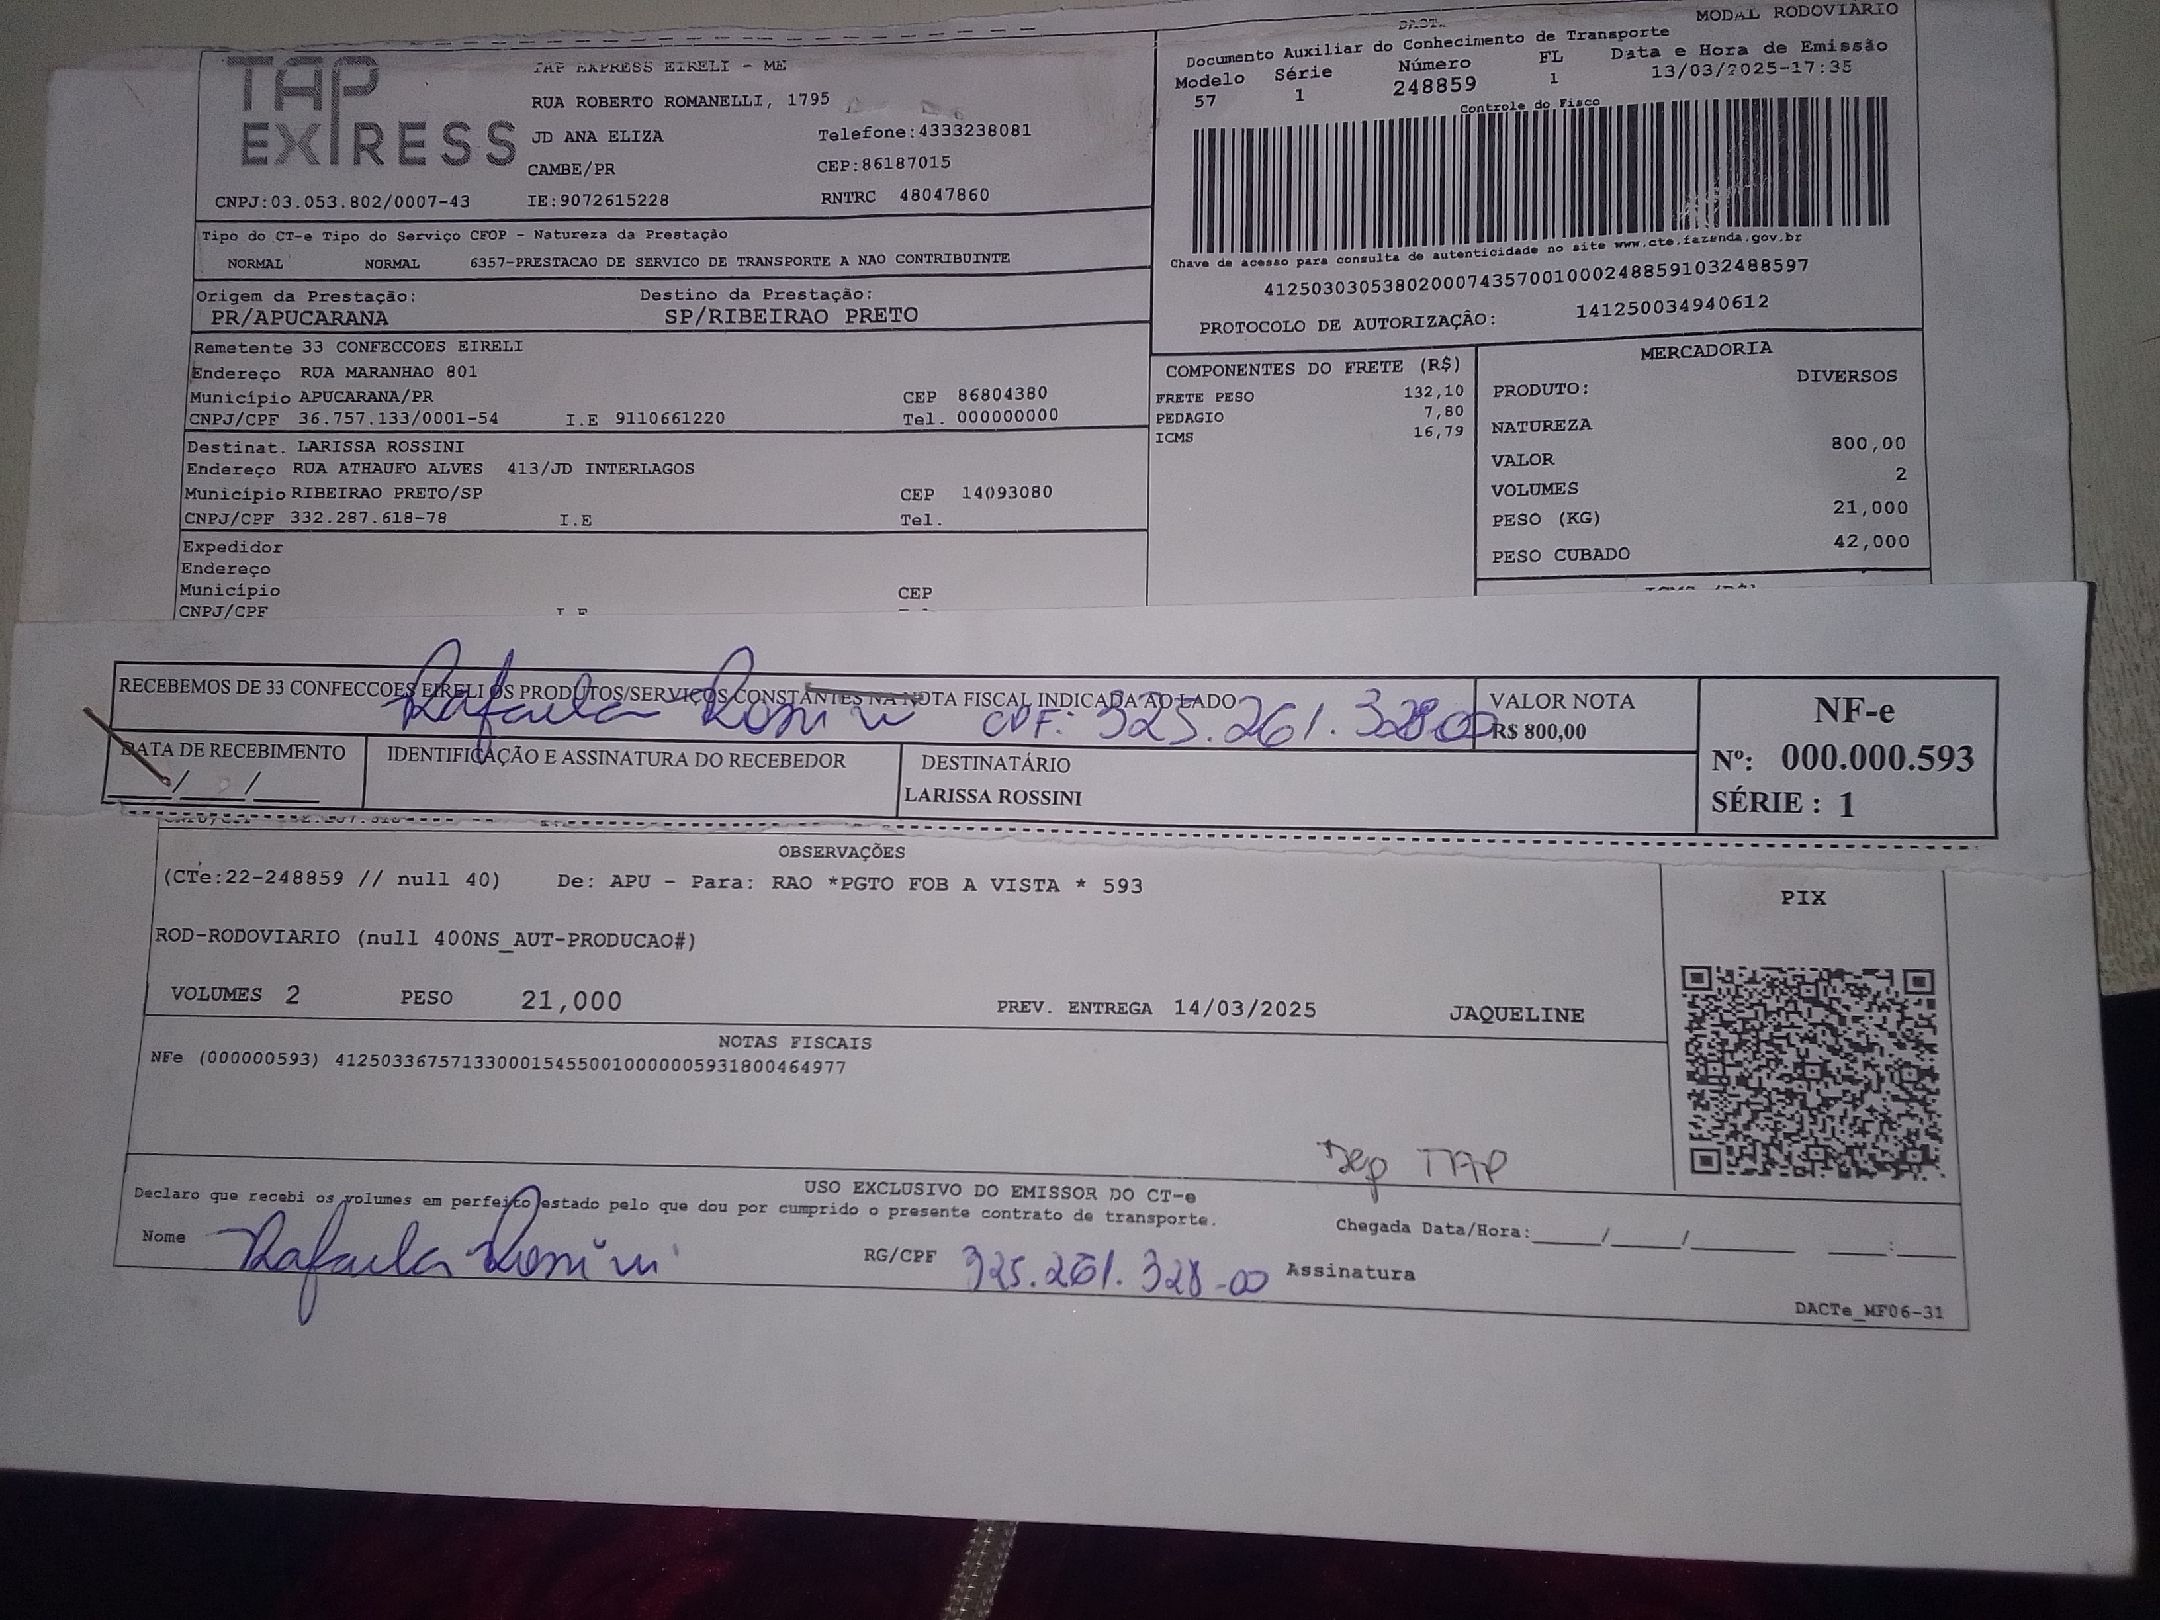 TAP EXPRESS
TAP EXPRESS EIRELI - ME
RUA ROBERTO ROMANELLI, 1795
JD ANA ELIZA Telefone:4333238081
CAMBE/PR CEP:86187015
CNPJ:03.053.802/0007-43 IE:9072615228 RNTRC 48047860
MODAL RODOVIÁRIO
Documento Auxiliar do Conhecimento de Transporte
Modelo Série Número FL Data e Hora de Emissão
57 1 248859 1 13/03/2025-17:35
Controle do Fisco
Chave de acesso para consulta de autenticidade no site www.cte.fazenda.gov.br
41250303053802000743570010002488591032488597
PROTOCOLO DE AUTORIZAÇÃO: 141250034940612
Tipo do CT-e Tipo do Serviço CFOP - Natureza da Prestação
NORMAL NORMAL 6357-PRESTACAO DE SERVICO DE TRANSPORTE A NAO CONTRIBUINTE
Origem da Prestação: Destino da Prestação:
PR/APUCARANA SP/RIBEIRAO PRETO
Remetente 33 CONFECCOES EIRELI
Endereço RUA MARANHAO 801
Município APUCARANA/PR CEP 86804380
CNPJ/CPF 36.757.133/0001-54 I.E 9110661220 Tel. 000000000
Destinat. LARISSA ROSSINI
Endereço RUA ATHAUFO ALVES 413/JD INTERLAGOS
Município RIBEIRAO PRETO/SP CEP 14093080
CNPJ/CPF 332.287.618-78 I.E Tel.
Expedidor
Endereço
Município CEP
CNPJ/CPF
COMPONENTES DO FRETE (R$)
FRETE PESO 132,10
PEDAGIO 7,80
ICMS 16,79
MERCADORIA
PRODUTO: DIVERSOS
NATUREZA
VALOR 800,00
VOLUMES 2
PESO (KG) 21,000
PESO CUBADO 42,000
RECEBEMOS DE 33 CONFECCOES EIRELI OS PRODUTOS/SERVIÇOS CONSTANTES NA NOTA FISCAL INDICADA AO LADO
Rafaela Rossini CPF: 325.261.328 00
VALOR NOTA
R$ 800,00
NF-e
Nº: 000.000.593
SÉRIE : 1
DATA DE RECEBIMENTO
___/___/___
IDENTIFICAÇÃO E ASSINATURA DO RECEBEDOR
DESTINATÁRIO
LARISSA ROSSINI
OBSERVAÇÕES
(CTe:22-248859 // null 40) De: APU - Para: RAO *PGTO FOB A VISTA * 593
ROD-RODOVIARIO (null 400NS_AUT-PRODUCAO#)
VOLUMES 2 PESO 21,000 PREV. ENTREGA 14/03/2025 JAQUELINE
PIX
NOTAS FISCAIS
NFe (000000593) 41250336757133000154550010000005931800464977
Dep TAP
USO EXCLUSIVO DO EMISSOR DO CT-e
Declaro que recebi os volumes em perfeito estado pelo que dou por cumprido o presente contrato de transporte.
Chegada Data/Hora:____/____/______ ____:____
Nome Rafaela Rossini RG/CPF 325.261.328-00 Assinatura
DACTe_MF06-31